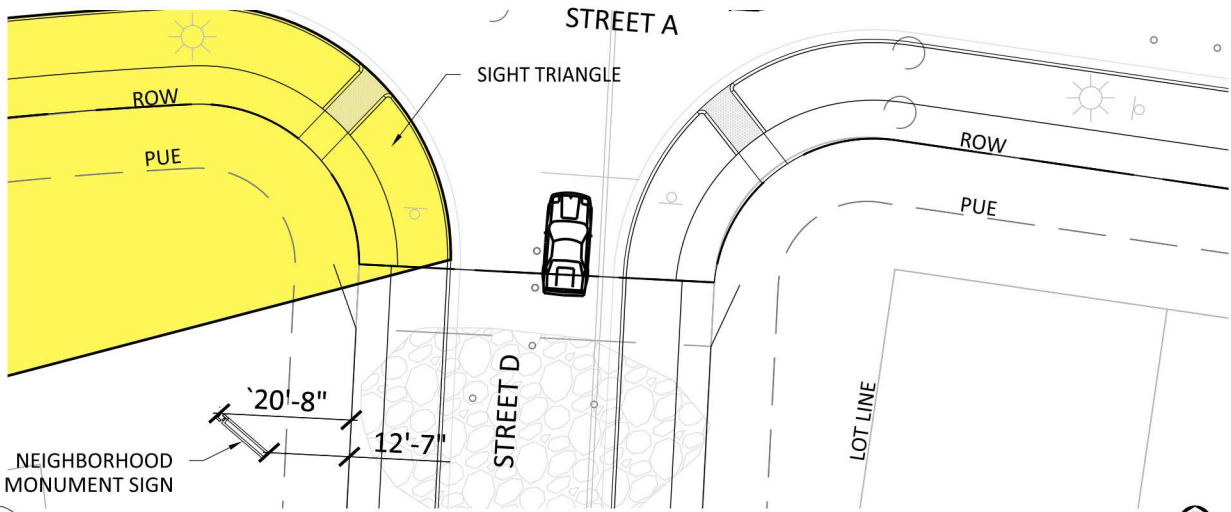 STREET A
SIGHT TRIANGLE
ROW
PUE
ROW
PUE
STREET D
LOT LINE
`20'-8"
12'-7"
NEIGHBORHOOD
MONUMENT SIGN